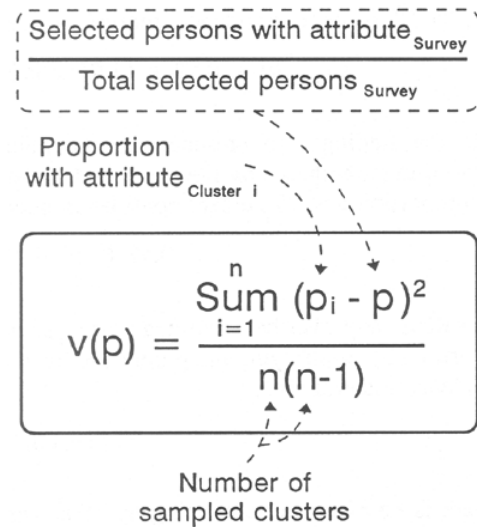 Selected persons with attribute Survey
Total selected persons Survey
Proportion
with attribute Cluster i
n
v(p) = Sum (pi - p)2
i=1
n(n-1)
Number of
sampled clusters